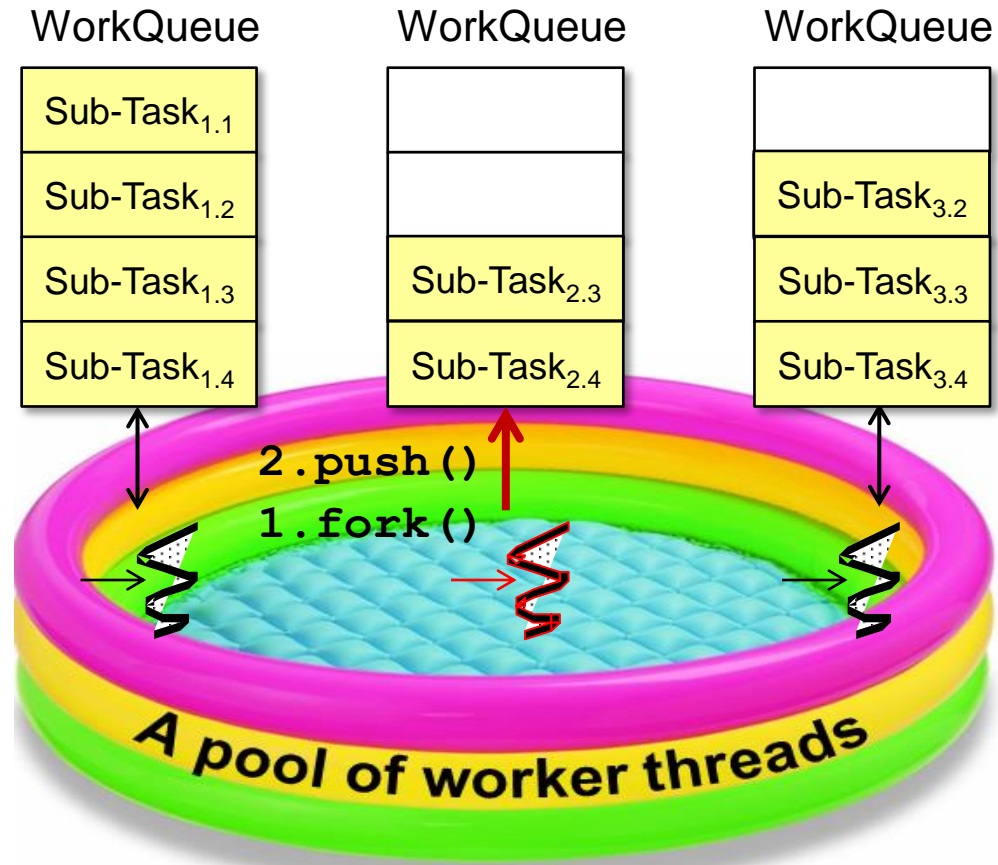 WorkQueue WorkQueue WorkQueue
Sub-Task1.1
Sub-Task1.2 Sub-Task3.2
Sub-Task1.3 Sub-Task2.3 Sub-Task3.3
Sub-Task1.4 Sub-Task2.4 Sub-Task3.4
2.push()
1.fork()
A pool of worker threads